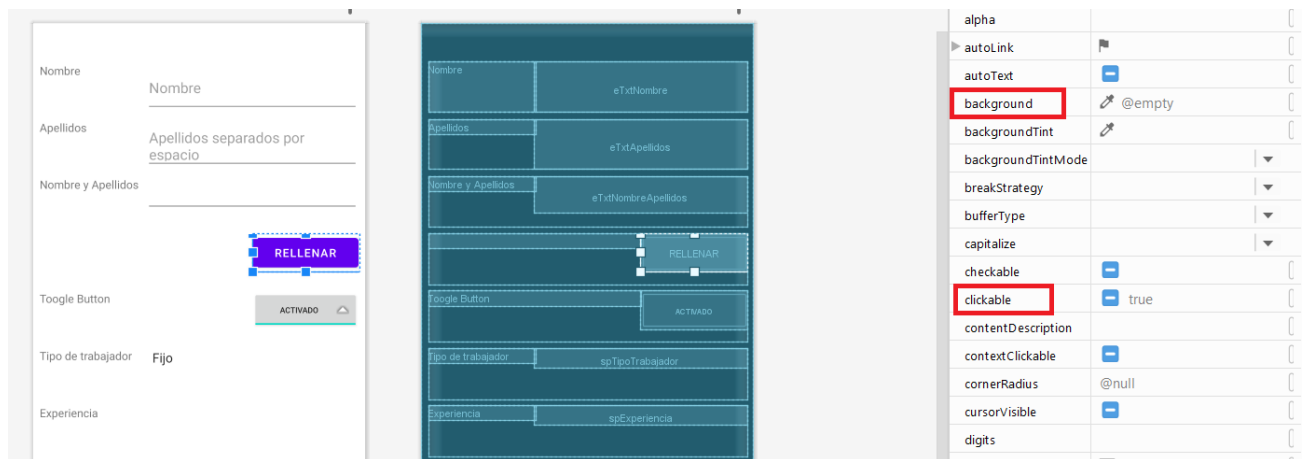 Nombre
Nombre
Apellidos
Apellidos separados por
espacio
Nombre y Apellidos
RELLENAR
Toogle Button
ACTIVADO
Tipo de trabajador
Fijo
Experiencia
Nombre
eTxtNombre
Apellidos
eTxtApellidos
Nombre y Apellidos
eTxtNombreApellidos
RELLENAR
Toogle Button
ACTIVADO
Tipo de trabajador
spTipoTrabajador
Experiencia
spExperiencia
alpha
autoLink
autoText
background @empty
backgroundTint
backgroundTintMode
breakStrategy
bufferType
capitalize
checkable
clickable true
contentDescription
contextClickable
cornerRadius @null
cursorVisible
digits